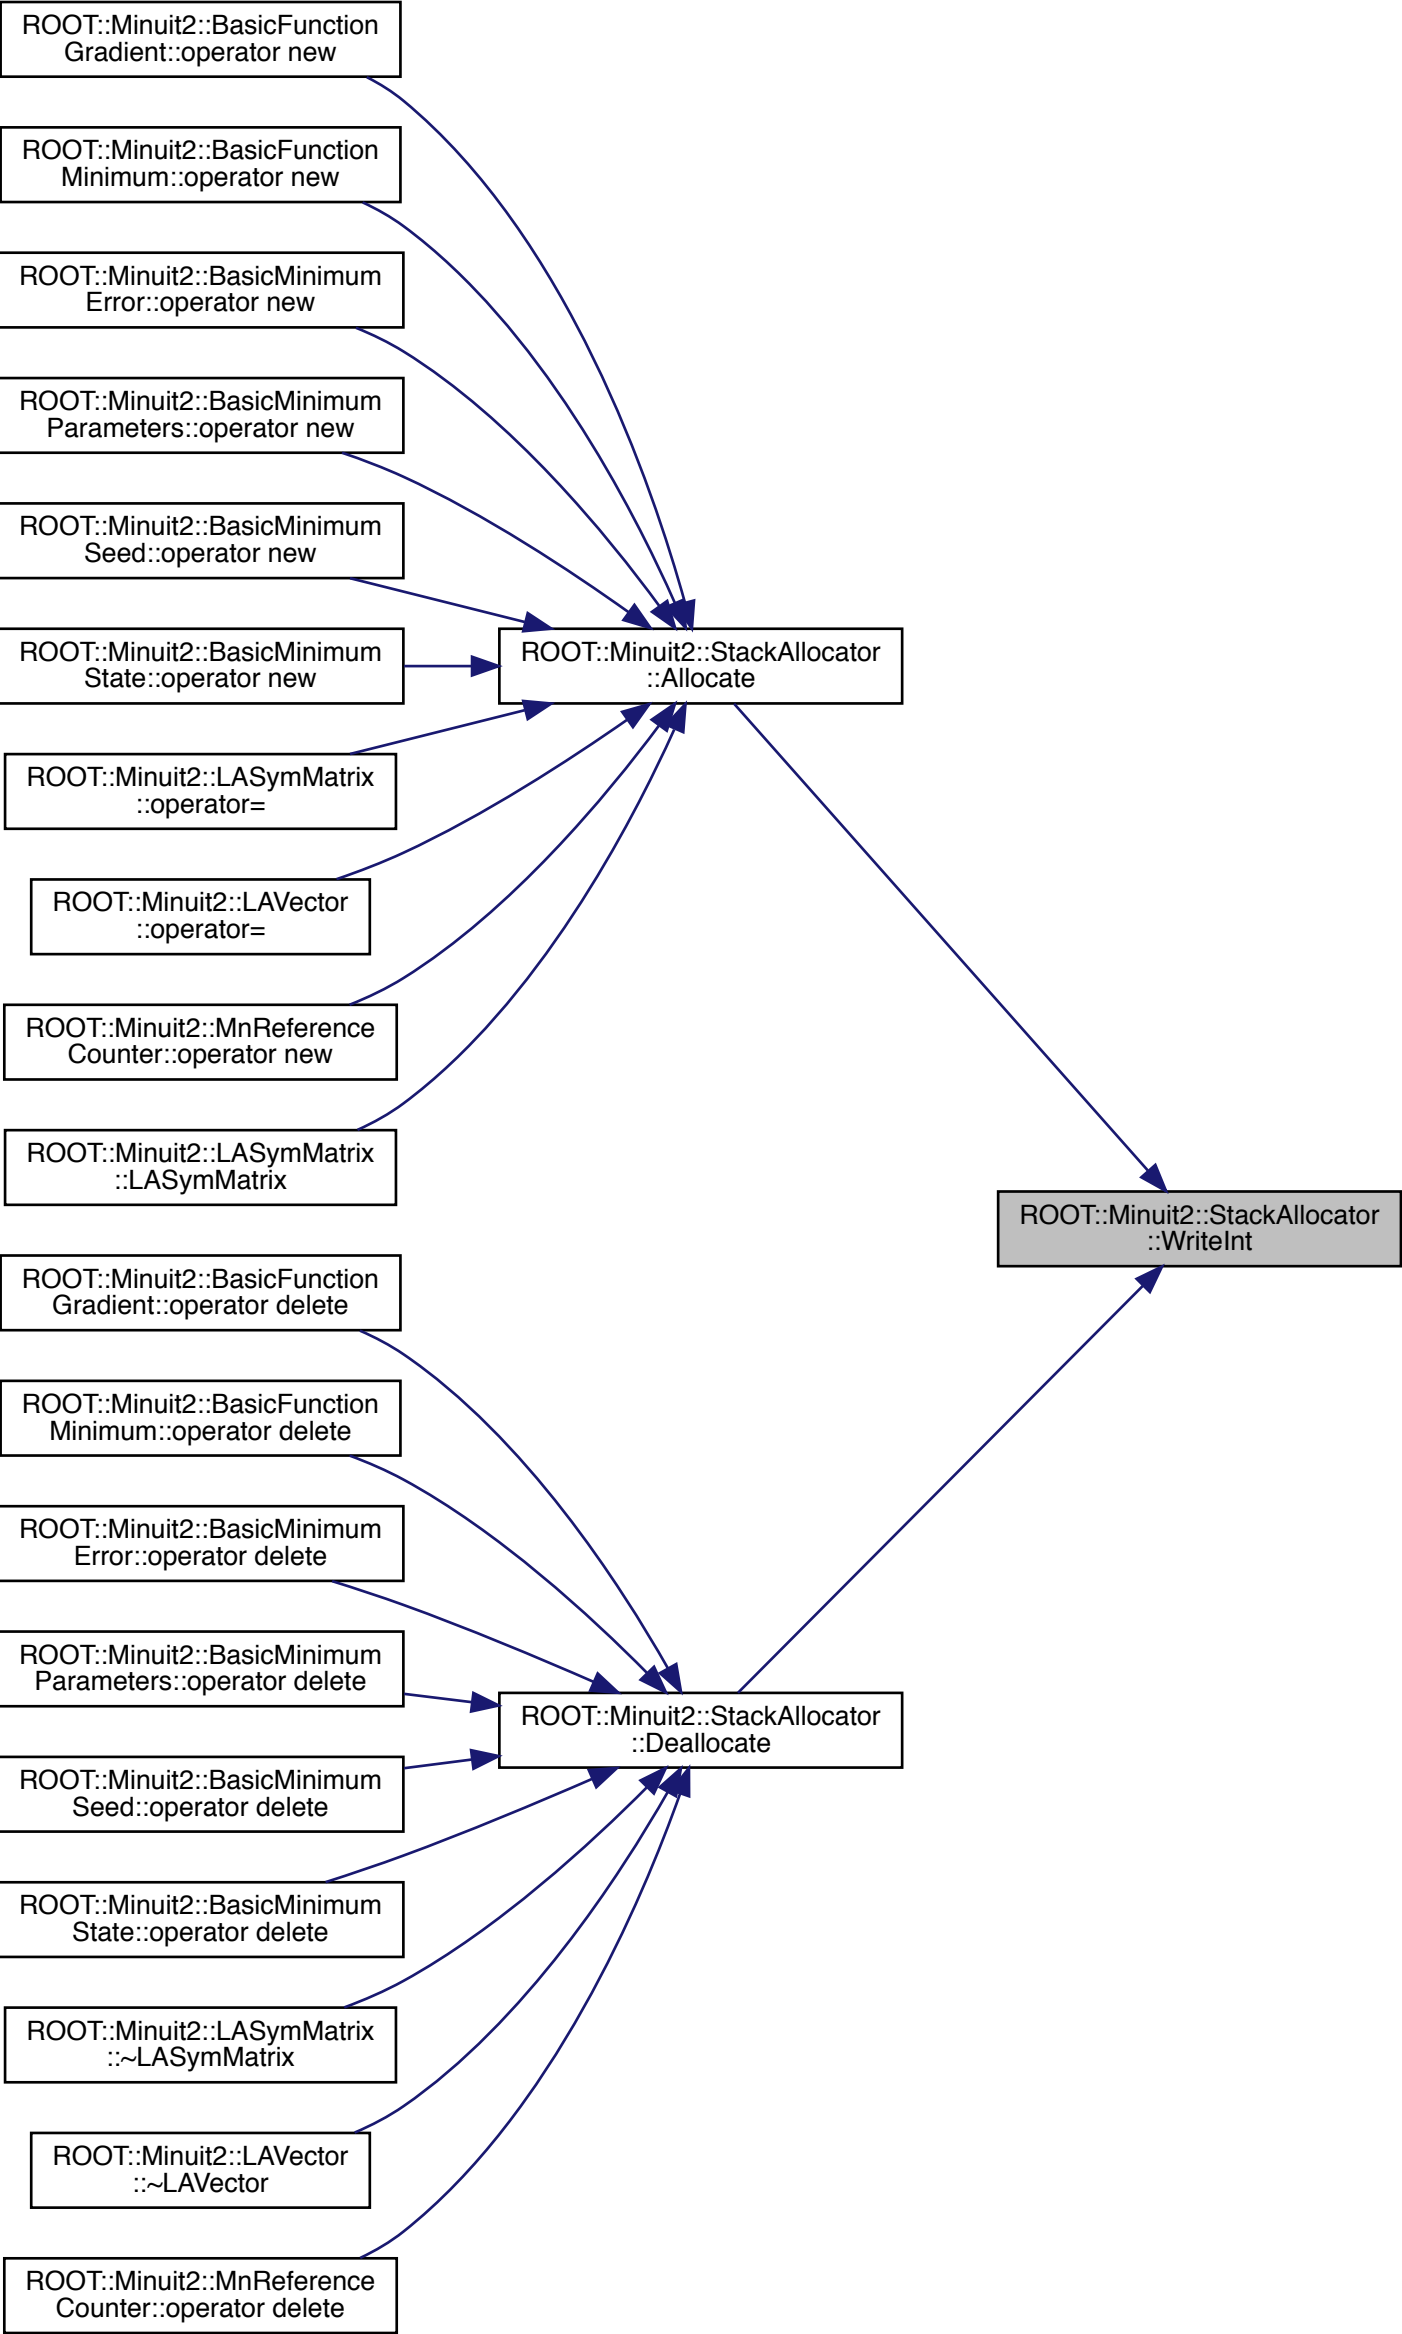 ROOT::Minuit2::BasicFunction
Gradient::operator new
ROOT::Minuit2::BasicFunction
Minimum::operator new
ROOT::Minuit2::BasicMinimum
Error::operator new
ROOT::Minuit2::BasicMinimum
Parameters::operator new
ROOT::Minuit2::BasicMinimum
Seed::operator new
ROOT::Minuit2::BasicMinimum
State::operator new
ROOT::Minuit2::LASymMatrix
::operator=
ROOT::Minuit2::LAVector
::operator=
ROOT::Minuit2::MnReference
Counter::operator new
ROOT::Minuit2::LASymMatrix
::LASymMatrix
ROOT::Minuit2::BasicFunction
Gradient::operator delete
ROOT::Minuit2::BasicFunction
Minimum::operator delete
ROOT::Minuit2::BasicMinimum
Error::operator delete
ROOT::Minuit2::BasicMinimum
Parameters::operator delete
ROOT::Minuit2::BasicMinimum
Seed::operator delete
ROOT::Minuit2::BasicMinimum
State::operator delete
ROOT::Minuit2::LASymMatrix
::~LASymMatrix
ROOT::Minuit2::LAVector
::~LAVector
ROOT::Minuit2::MnReference
Counter::operator delete
ROOT::Minuit2::StackAllocator
::Allocate
ROOT::Minuit2::StackAllocator
::Deallocate
ROOT::Minuit2::StackAllocator
::WriteInt